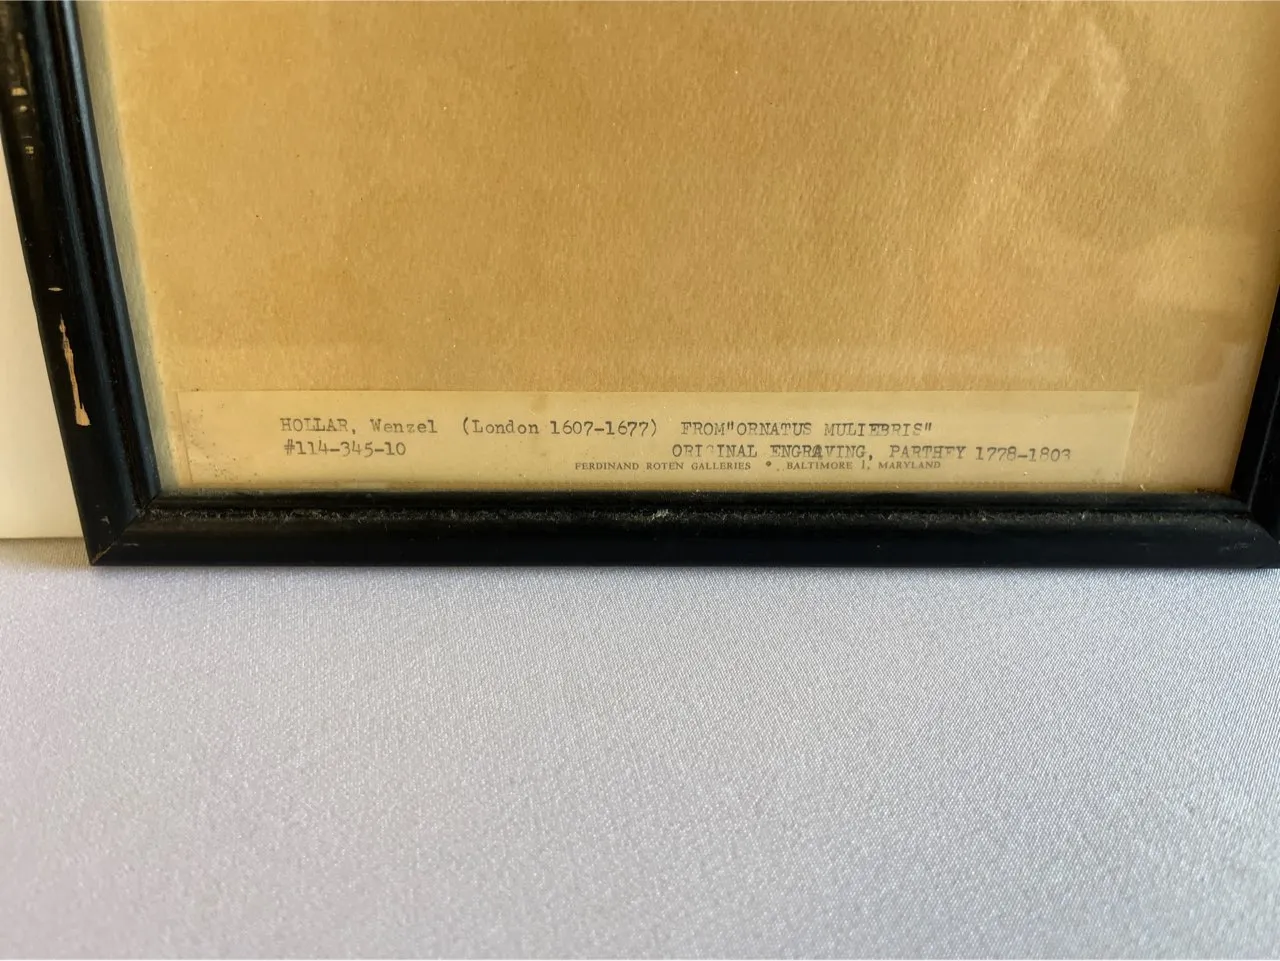 HOLLAR, Wenzel (London 1607-1677) FROM"ORNATUS MULIEBRIS"
#114-345-10 ORIGINAL ENGRAVING, PARTHEY 1778-1803
FERDINAND ROTEN GALLERIES • BALTIMORE 1, MARYLAND